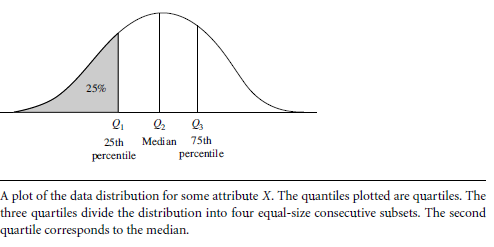 25%
Q1 Q2 Q3
25th Median 75th
percentile percentile
A plot of the data distribution for some attribute X. The quantiles plotted are quartiles. The
three quartiles divide the distribution into four equal-size consecutive subsets. The second
quartile corresponds to the median.